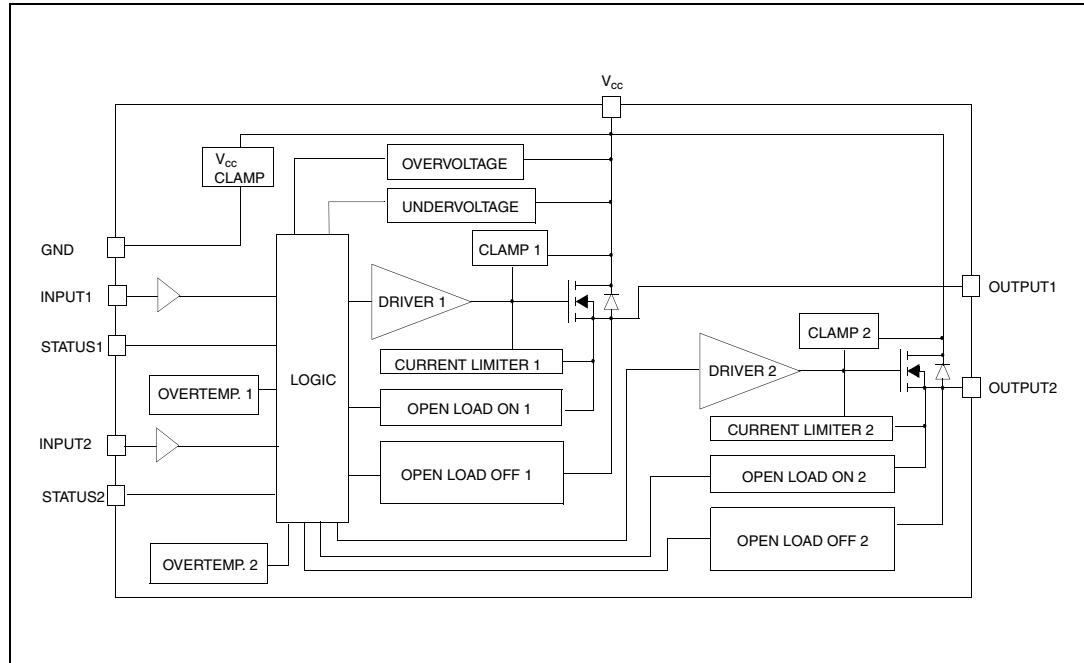 Vcc
Vcc
CLAMP
OVERVOLTAGE
UNDERVOLTAGE
GND
CLAMP 1
INPUT1
DRIVER 1
OUTPUT1
STATUS1
CLAMP 2
CURRENT LIMITER 1
LOGIC
DRIVER 2
OVERTEMP. 1
OUTPUT2
OPEN LOAD ON 1
CURRENT LIMITER 2
INPUT2
OPEN LOAD OFF 1
OPEN LOAD ON 2
STATUS2
OPEN LOAD OFF 2
OVERTEMP. 2